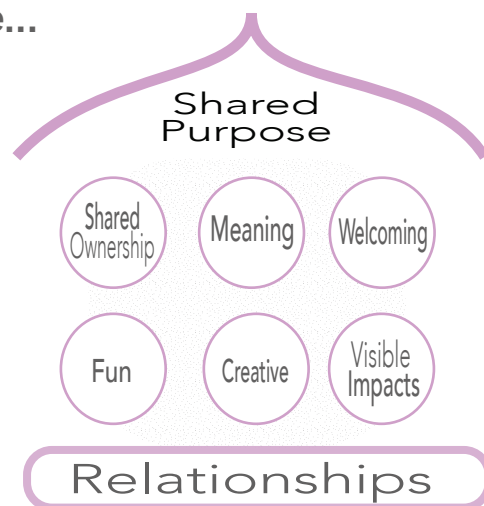 e...
Shared
Purpose
Shared
Ownership
Meaning
Welcoming
Fun
Creative
Visible
Impacts
Relationships